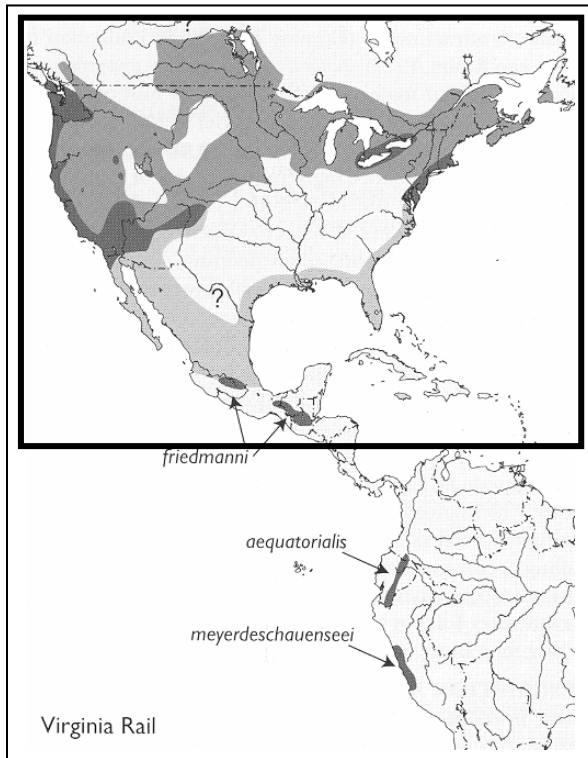 ?
?
friedmanni
aequatorialis
meyerdeschauenseei
Virginia Rail